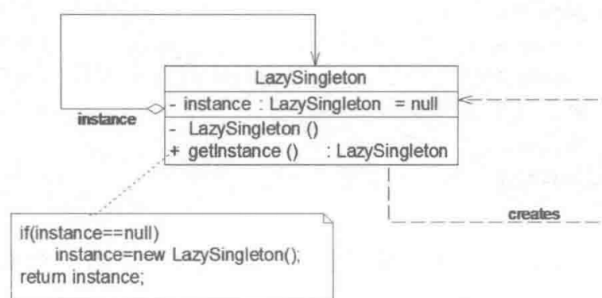 LazySingleton
- instance : LazySingleton = null
instance
- LazySingleton ()
+ getInstance () : LazySingleton
creates
if(instance==null)
instance=new LazySingleton();
return instance;